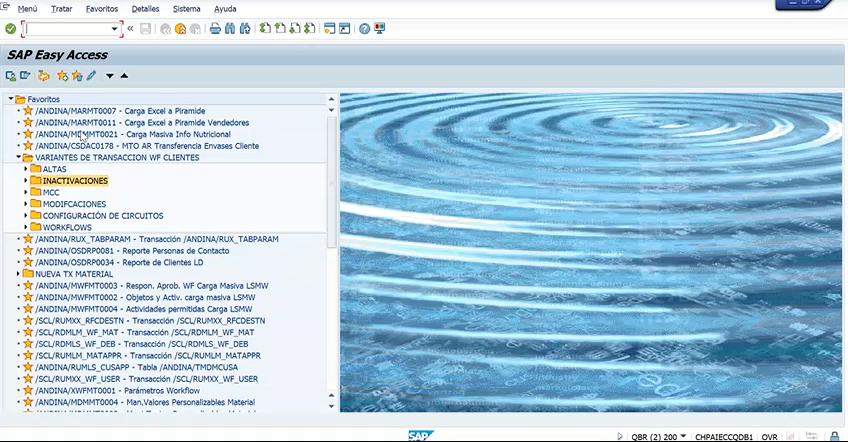 Menú Tratar Favoritos Detalles Sistema Ayuda
SAP Easy Access
Favoritos
/ANDINA/MARMT0007 - Carga Excel a Piramide
/ANDINA/MARMT0011 - Carga Excel a Piramide Vendedores
/ANDINA/MDMMT0021 - Carga Masiva Info Nutricional
/ANDINA/CSDAC0178 - MTO AR Transferencia Envases Cliente
VARIANTES DE TRANSACCION WF CLIENTES
ALTAS
INACTIVACIONES
MCC
MODIFCACIONES
CONFIGURACIÓN DE CIRCUITOS
WORKFLOWS
/ANDINA/RUX_TABPARAM - Transacción /ANDINA/RUX_TABPARAM
/ANDINA/OSDRP0081 - Reporte Personas de Contacto
/ANDINA/OSDRP0034 - Reporte de Clientes LD
NUEVA TX MATERIAL
/ANDINA/MWFMT0003 - Respon. Aprob. WF Carga Masiva LSMW
/ANDINA/MWFMT0002 - Objetos y Activ. carga masiva LSMW
/ANDINA/MWFMT0004 - Actividades permitidas Carga LSMW
/SCL/RUMXX_RFCDESTN - Transacción /SCL/RUMXX_RFCDESTN
/SCL/RDMLM_WF_MAT - Transacción /SCL/RDMLM_WF_MAT
/SCL/RDMLS_WF_DEB - Transacción /SCL/RDMLS_WF_DEB
/SCL/RUMLM_MATAPPR - Transacción /SCL/RUMLM_MATAPPR
/ANDINA/RUMLS_CUSAPP - Tabla /ANDINA/TMDMCUSA
/SCL/RUMXX_WF_USER - Transacción /SCL/RUMXX_WF_USER
/ANDINA/XWFMT0001 - Parámetros Workflow
/ANDINA/MDMMT0004 - Man,Valores Personalizables Material
SAP
QBR (2) 200 CHPAIECCQDB1 OVR